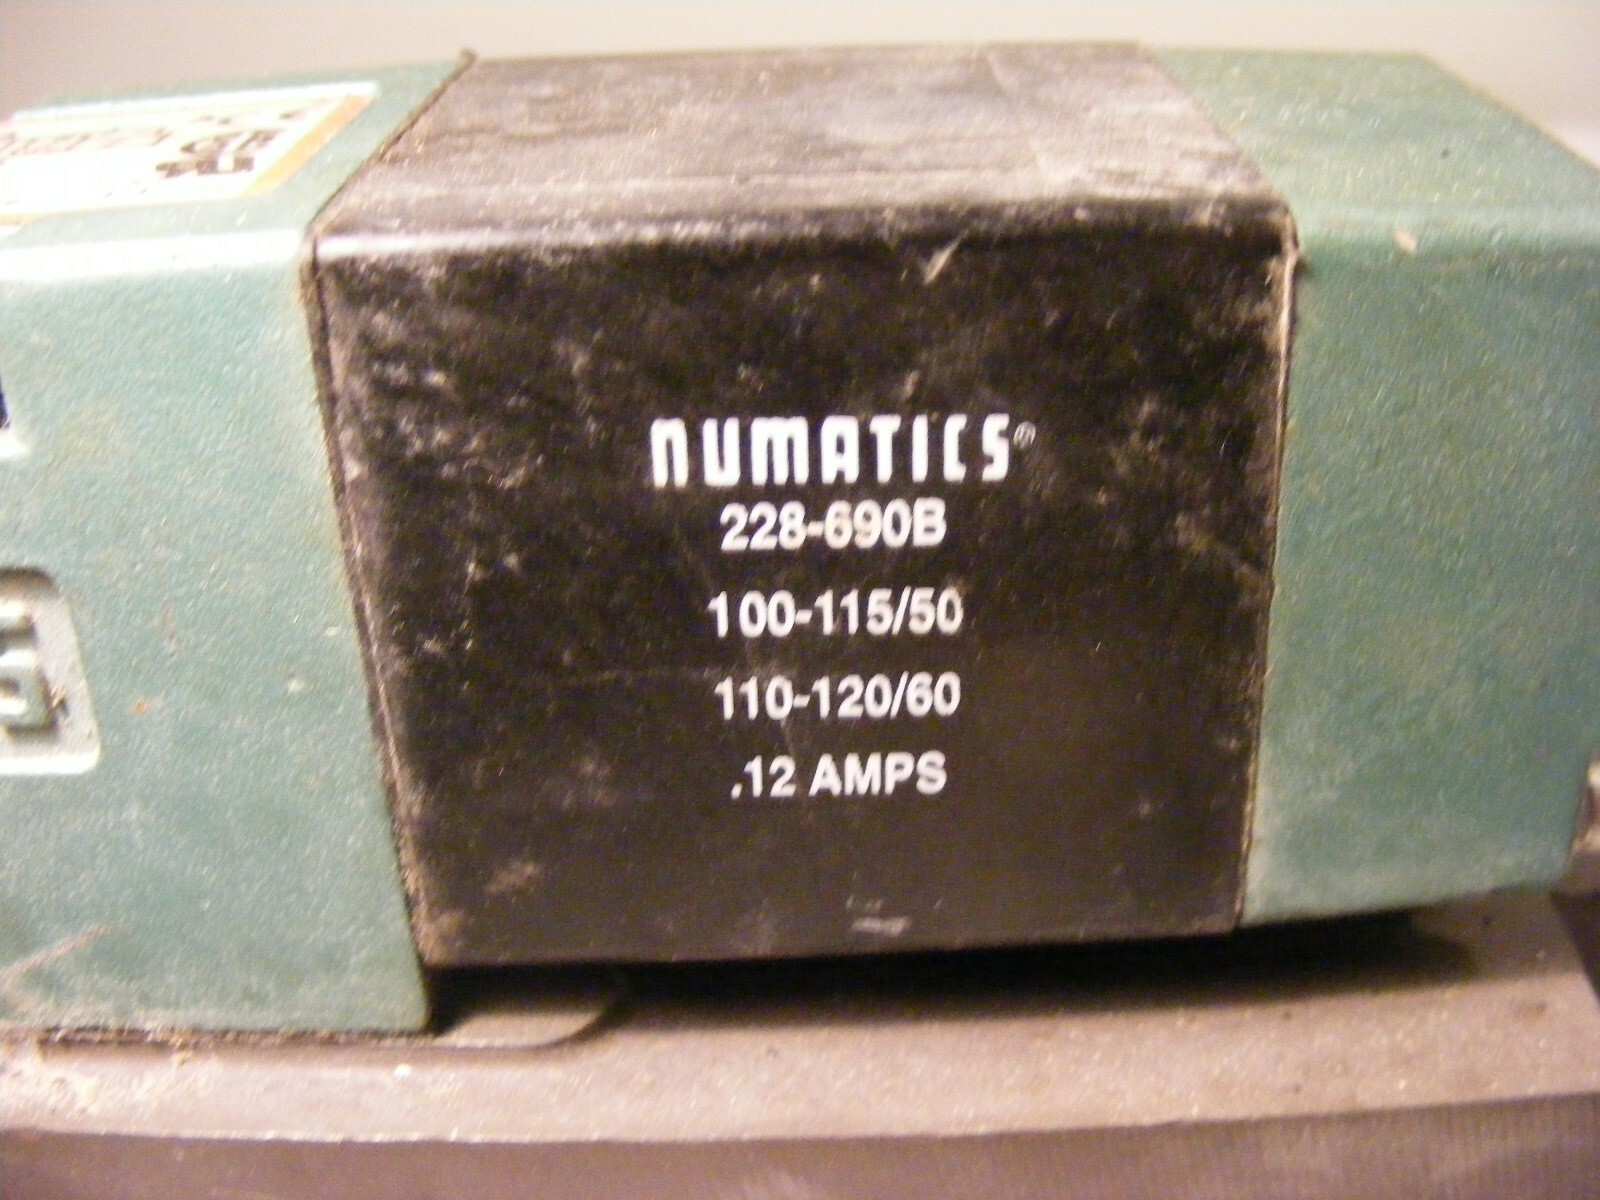 NUMATICS®
228-690B
100-115/50
110-120/60
.12 AMPS